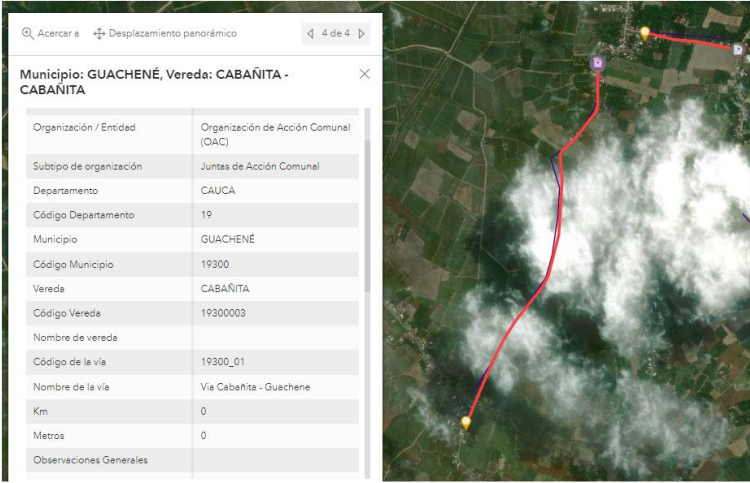 Acercar a Desplazamiento panorámico 4 de 4
Municipio: GUACHENÉ, Vereda: CABAÑITA -
CABAÑITA
Organización / Entidad Organización de Acción Comunal
(OAC)
Subtipo de organización Juntas de Acción Comunal
Departamento CAUCA
Código Departamento 19
Municipio GUACHENÉ
Código Municipio 19300
Vereda CABAÑITA
Código Vereda 19300003
Nombre de vereda
Código de la vía 19300_01
Nombre de la vía Via Cabañita - Guachene
Km 0
Metros 0
Observaciones Generales